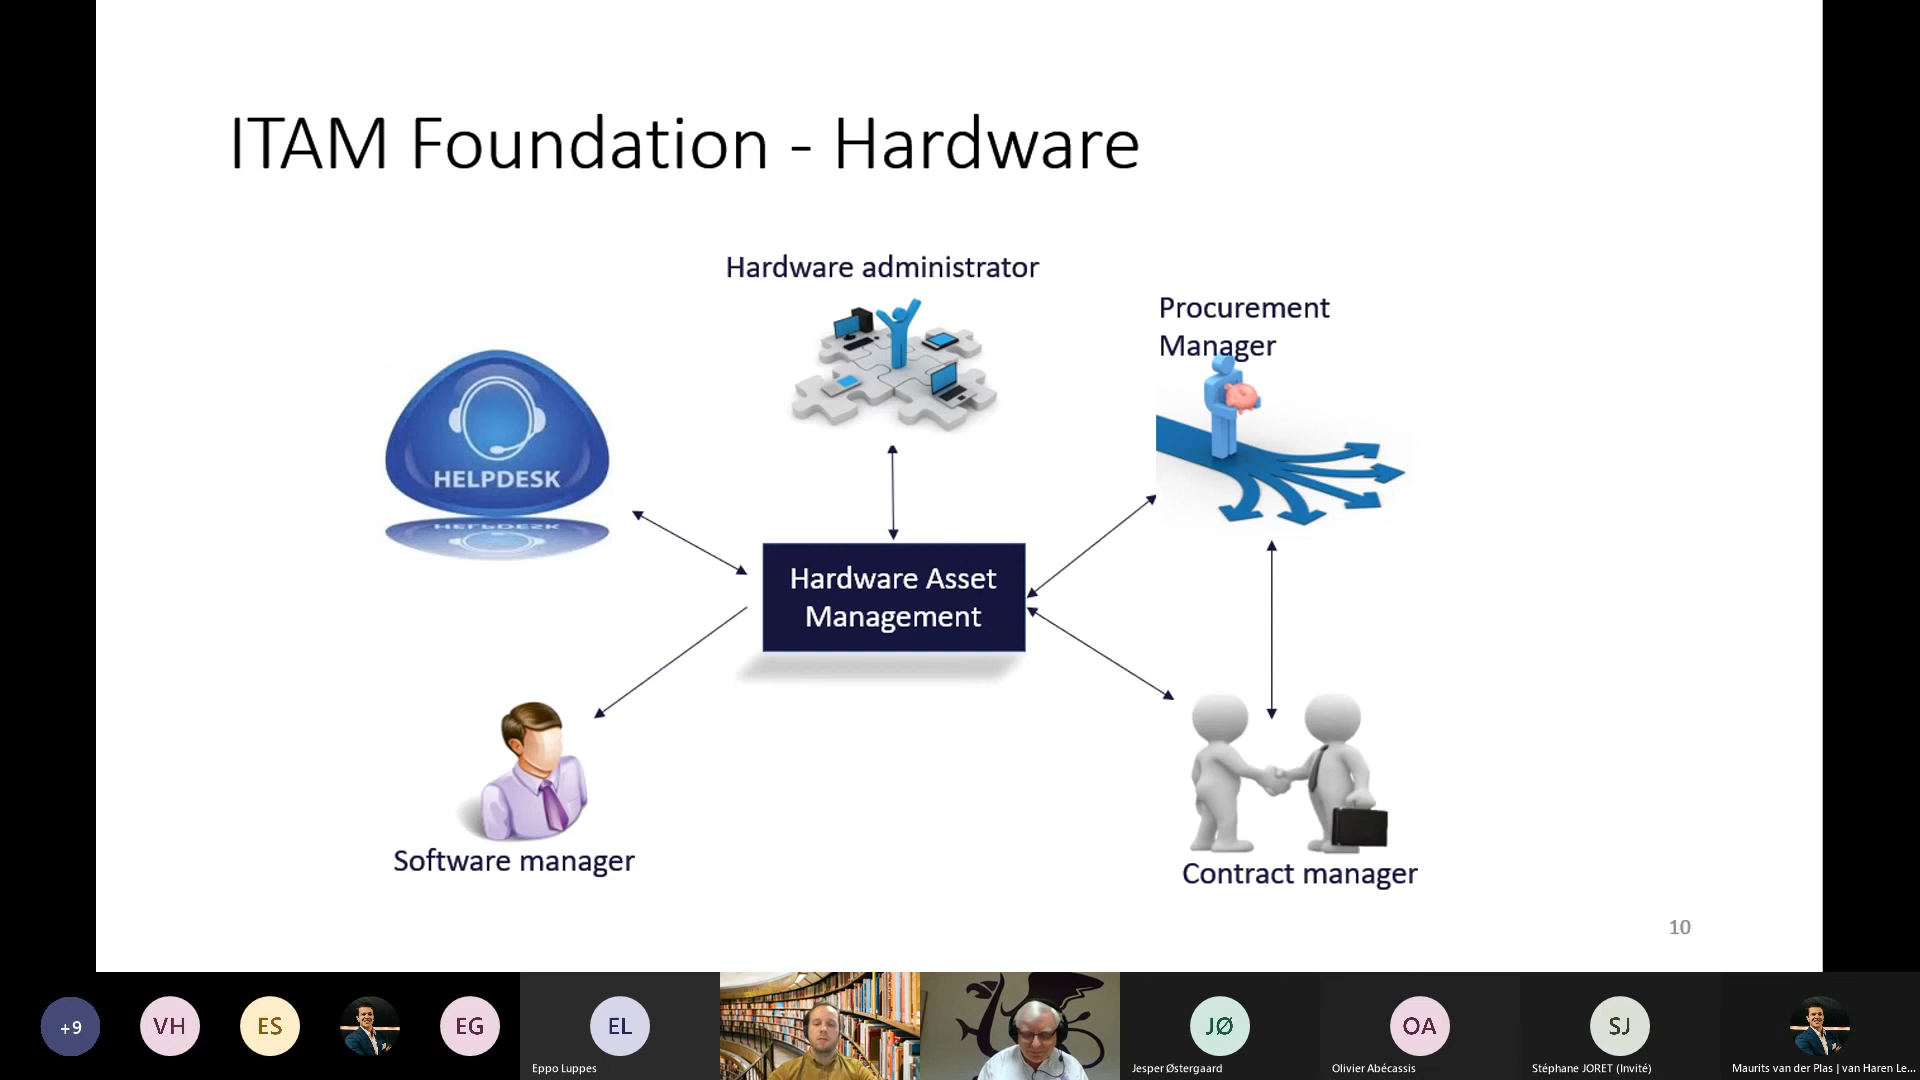 ITAM Foundation - Hardware
Hardware administrator
Procurement
Manager
HELPDESK
Hardware Asset
Management
Software manager
Contract manager
10
+9
VH
ES
EG
EL
JØ
OA
SJ
Eppo Luppes
Jesper Østergaard
Olivier Abécassis
Stéphane JORET (Invité)
Maurits van der Plas | van Haren Le...